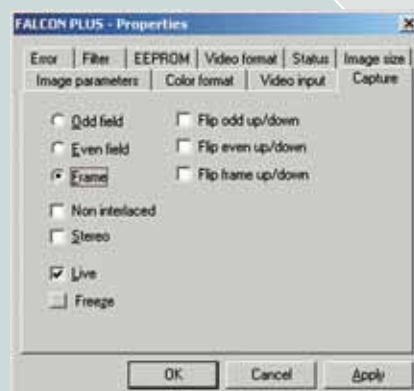 FALCON PLUS - Properties
Error Filter EEPROM Video format Status Image size
Image parameters Color format Video input Capture
Odd field Flip odd up/down
Even field Flip even up/down
Frame Flip frame up/down
Non interlaced
Stereo
Live
Freeze
OK Cancel Apply